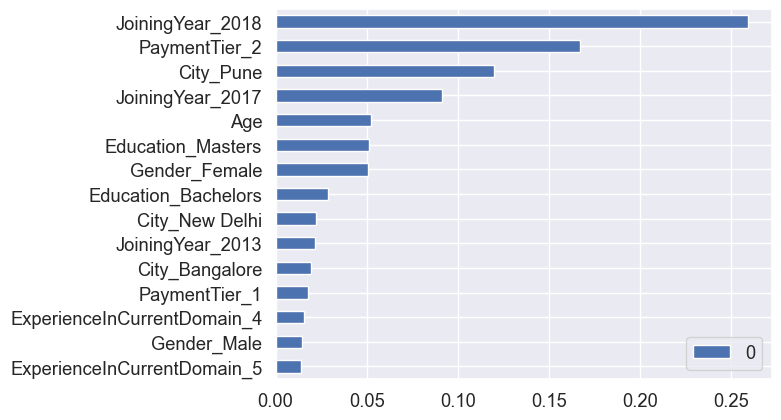 JoiningYear_2018
PaymentTier_2
City_Pune
JoiningYear_2017
Age
Education_Masters
Gender_Female
Education_Bachelors
City_New Delhi
JoiningYear_2013
City_Bangalore
PaymentTier_1
ExperienceInCurrentDomain_4
Gender_Male
ExperienceInCurrentDomain_5
0
0.00 0.05 0.10 0.15 0.20 0.25